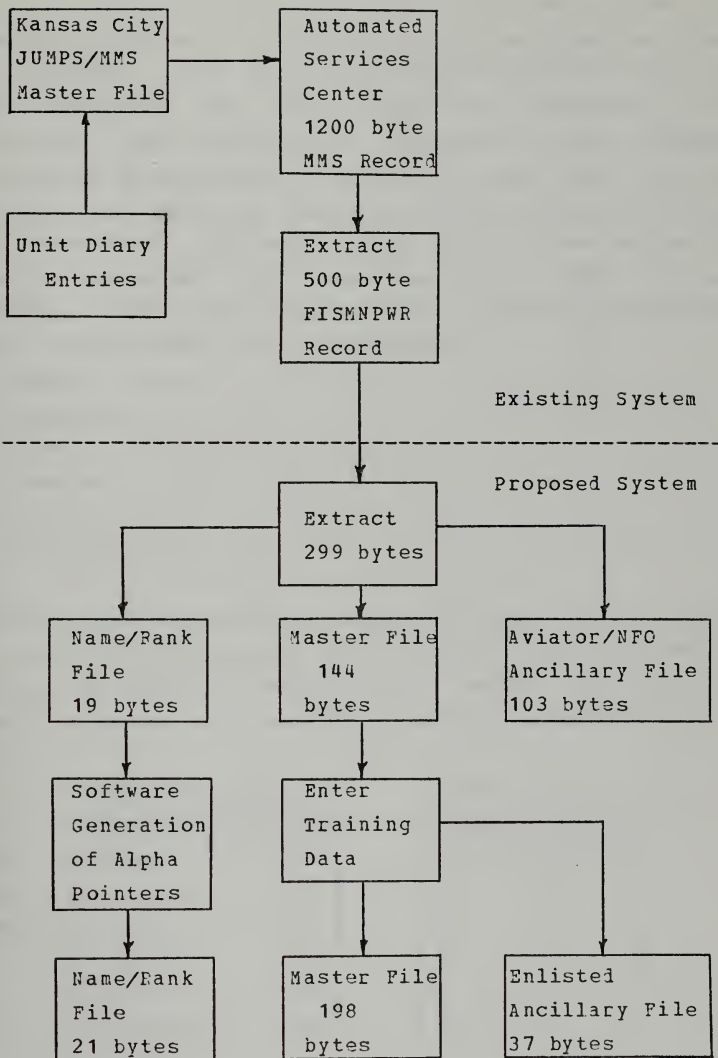 Kansas City
JUMPS/MMS
Master File
Automated
Services
Center
1200 byte
MMS Record
Unit Diary
Entries
Extract
500 byte
FISMNPWR
Record
Existing System
Proposed System
Extract
299 bytes
Name/Rank
File
19 bytes
Master File
144
bytes
Aviator/NFO
Ancillary File
103 bytes
Software
Generation
of Alpha
Pointers
Enter
Training
Data
Name/Rank
File
21 bytes
Master File
198
bytes
Enlisted
Ancillary File
37 bytes